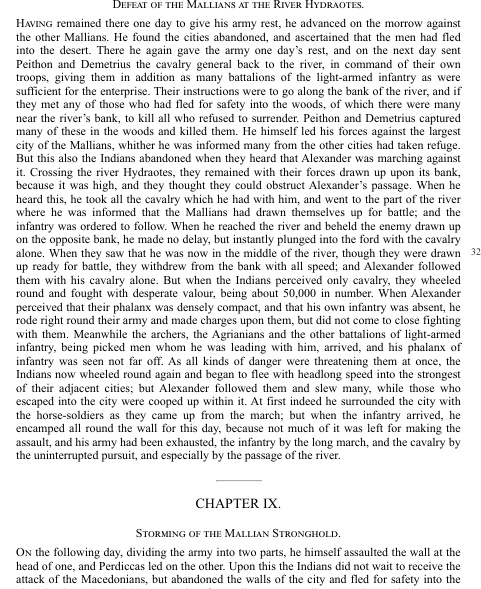 DEFEAT OF THE MALLIANS AT THE RIVER HYDRAOTES.
HAVING remained there one day to give his army rest, he advanced on the morrow against
the other Mallians. He found the cities abandoned, and ascertained that the men had fled
into the desert. There he again gave the army one day's rest, and on the next day sent
Peithon and Demetrius the cavalry general back to the river, in command of their own
troops, giving them in addition as many battalions of the light-armed infantry as were
sufficient for the enterprise. Their instructions were to go along the bank of the river, and if
they met any of those who had fled for safety into the woods, of which there were many
near the river's bank, to kill all who refused to surrender. Peithon and Demetrius captured
many of these in the woods and killed them. He himself led his forces against the largest
city of the Mallians, whither he was informed many from the other cities had taken refuge.
But this also the Indians abandoned when they heard that Alexander was marching against
it. Crossing the river Hydraotes, they remained with their forces drawn up upon its bank,
because it was high, and they thought they could obstruct Alexander's passage. When he
heard this, he took all the cavalry which he had with him, and went to the part of the river
where he was informed that the Mallians had drawn themselves up for battle; and the
infantry was ordered to follow. When he reached the river and beheld the enemy drawn up
on the opposite bank, he made no delay, but instantly plunged into the ford with the cavalry
alone. When they saw that he was now in the middle of the river, though they were drawn 32
up ready for battle, they withdrew from the bank with all speed; and Alexander followed
them with his cavalry alone. But when the Indians perceived only cavalry, they wheeled
round and fought with desperate valour, being about 50,000 in number. When Alexander
perceived that their phalanx was densely compact, and that his own infantry was absent, he
rode right round their army and made charges upon them, but did not come to close fighting
with them. Meanwhile the archers, the Agrianians and the other battalions of light-armed
infantry, being picked men whom he was leading with him, arrived, and his phalanx of
infantry was seen not far off. As all kinds of danger were threatening them at once, the
Indians now wheeled round again and began to flee with headlong speed into the strongest
of their adjacent cities; but Alexander followed them and slew many, while those who
escaped into the city were cooped up within it. At first indeed he surrounded the city with
the horse-soldiers as they came up from the march; but when the infantry arrived, he
encamped all round the wall for this day, because not much of it was left for making the
assault, and his army had been exhausted, the infantry by the long march, and the cavalry by
the uninterrupted pursuit, and especially by the passage of the river.
CHAPTER IX.
STORMING OF THE MALLIAN STRONGHOLD.
ON the following day, dividing the army into two parts, he himself assaulted the wall at the
head of one, and Perdiccas led on the other. Upon this the Indians did not wait to receive the
attack of the Macedonians, but abandoned the walls of the city and fled for safety into the